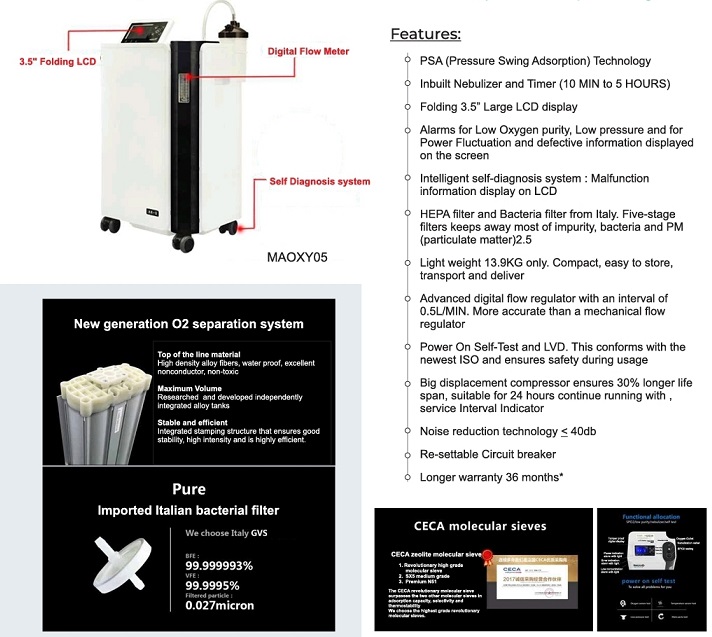 3.5" Folding LCD
Digital Flow Meter
Self Diagnosis system
MAOXY05
Features:
PSA (Pressure Swing Adsorption) Technology
Inbuilt Nebulizer and Timer (10 MIN to 5 HOURS)
Folding 3.5" Large LCD display
Alarms for Low Oxygen purity, Low pressure and for
Power Fluctuation and defective information displayed
on the screen
Intelligent self-diagnosis system : Malfunction
information display on LCD
HEPA filter and Bacteria filter from Italy. Five-stage
filters keeps away most of impurity, bacteria and PM
(particulate matter)2.5
Light weight 13.9KG only. Compact, easy to store,
transport and deliver
Advanced digital flow regulator with an interval of
0.5L/MIN. More accurate than a mechanical flow
regulator
Power On Self-Test and LVD. This conforms with the
newest ISO and ensures safety during usage
Big displacement compressor ensures 30% longer life
span, suitable for 24 hours continue running with ,
service Interval Indicator
Noise reduction technology ≤ 40db
Re-settable Circuit breaker
Longer warranty 36 months*
New generation O2 separation system
Top of the line material
High density alloy fibers, water proof, excellent
nonconductor, non-toxic
Maximum Volume
Researched and developed independently
integrated alloy tanks
Stable and efficient
Integrated stamping structure that ensures good
stability, high intensity and is highly efficient.
Pure
Imported Italian bacterial filter
We choose Italy GVS
BFE :
99.999993%
VFE :
99.99995%
Filtered particle :
0.027micron
CECA molecular sieves
CECA zeolite molecular sieve
1. Revolutionary high grade
molecular sieve
2. 5X5 medium grade
3. Premium N01
The CECA revolutionary molecular sieve
surpesses the two other molecular sieves in
adsorption capacity, selectivity and
thermostability
We choose the highest grade revolutionary
molecular sieves.
CECA
Functional allocation
power on self test
To solve all problems for you